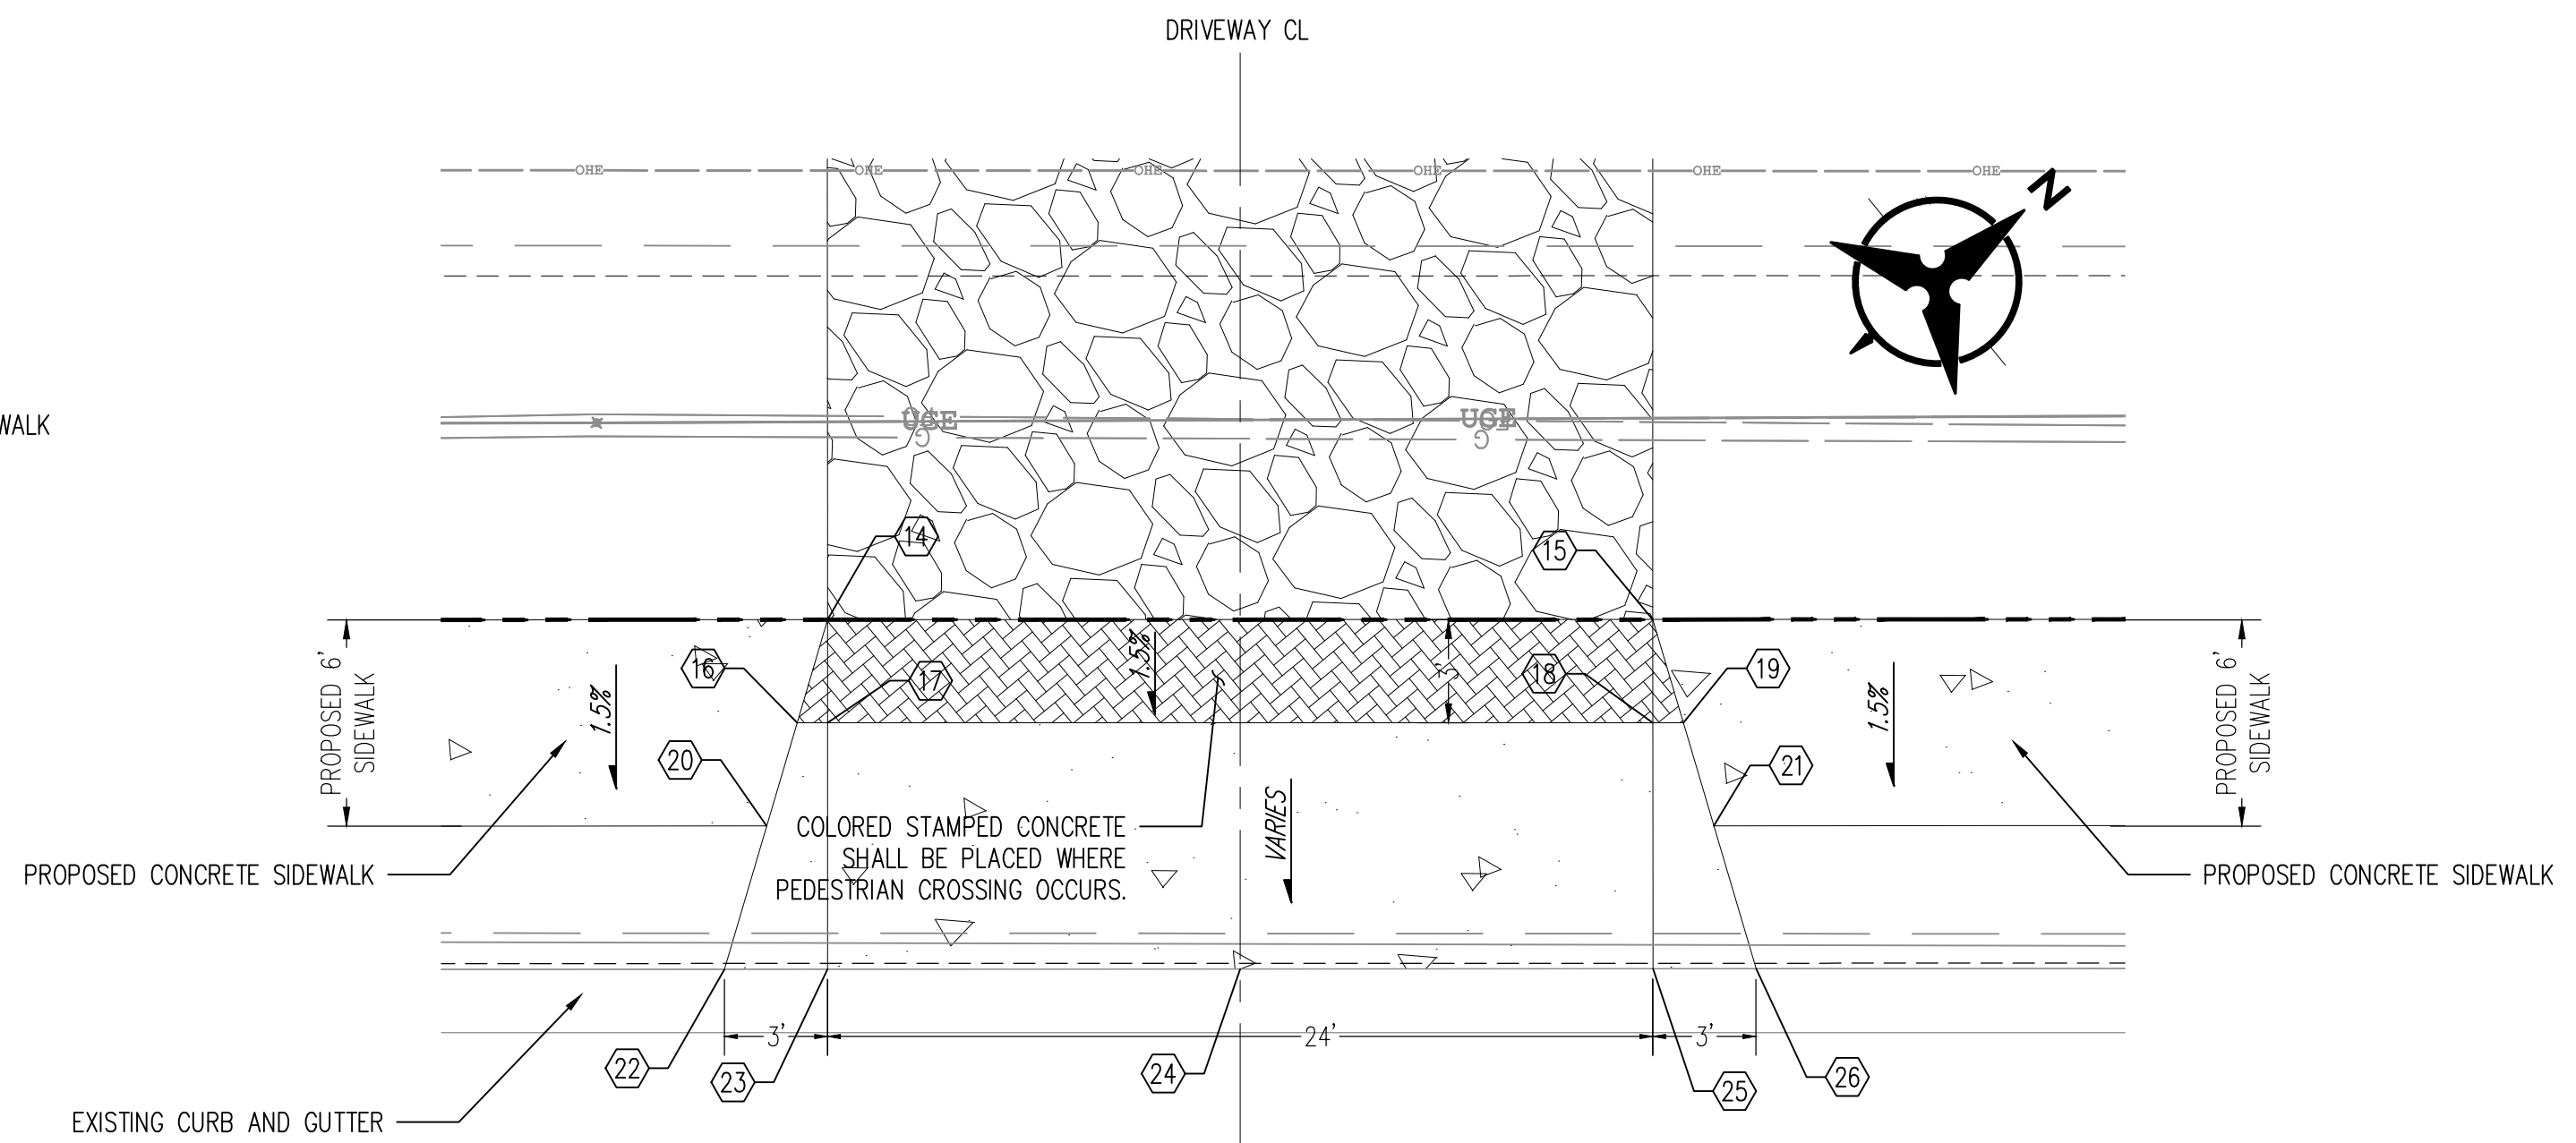 DRIVEWAY CL
OHE
OHE
OHE
OHE
OHE
OHE
N
WALK
UGE
G
UGE
G
14
15
16
17
18
19
20
21
1.5%
1.5%
1.5%
3'
PROPOSED 6'
SIDEWALK
PROPOSED 6'
SIDEWALK
COLORED STAMPED CONCRETE
SHALL BE PLACED WHERE
PEDESTRIAN CROSSING OCCURS.
VARIES
PROPOSED CONCRETE SIDEWALK
PROPOSED CONCRETE SIDEWALK
3'
24'
3'
22
23
24
25
26
EXISTING CURB AND GUTTER